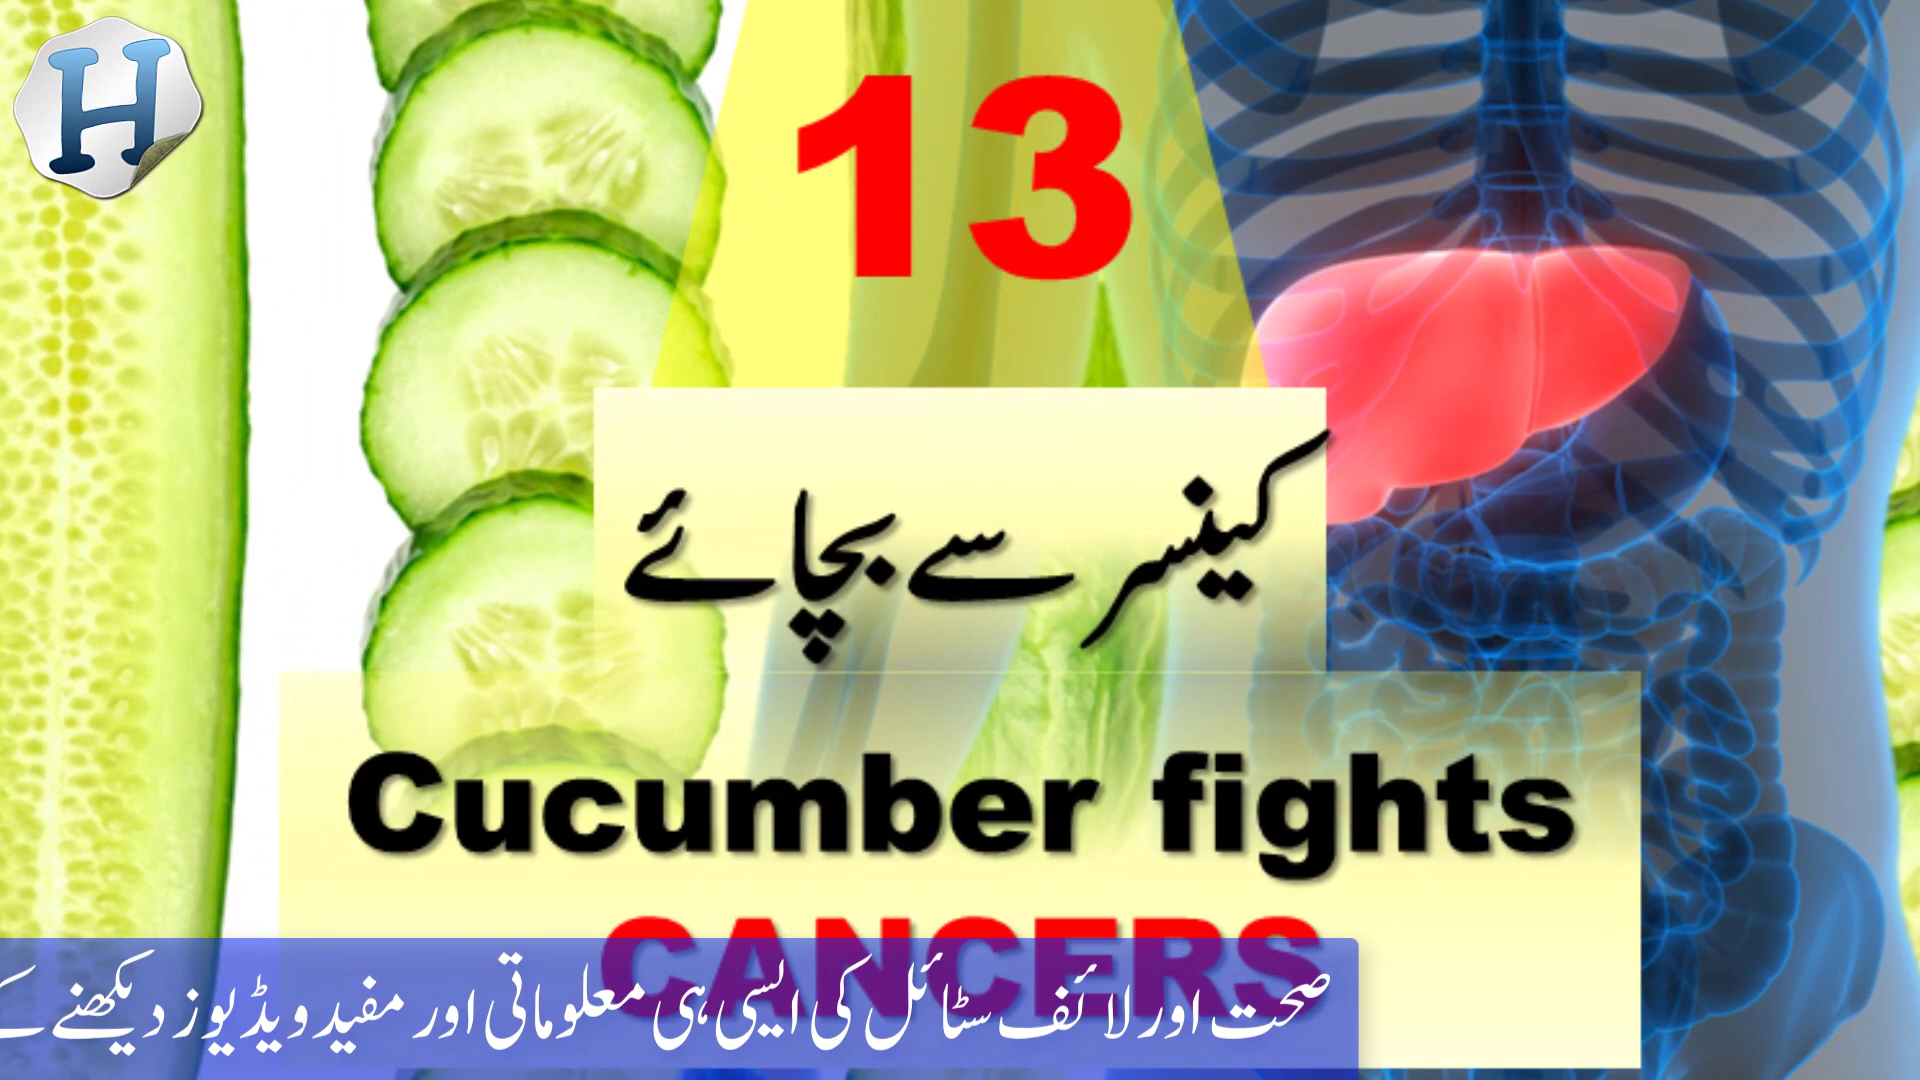 H
13
کینسر سے بچائے
Cucumber fights
CANCERS
صحت اور لائف سٹائل کی ایسی ہی معلوماتی اور مفید ویڈیوز دیکھنے کے